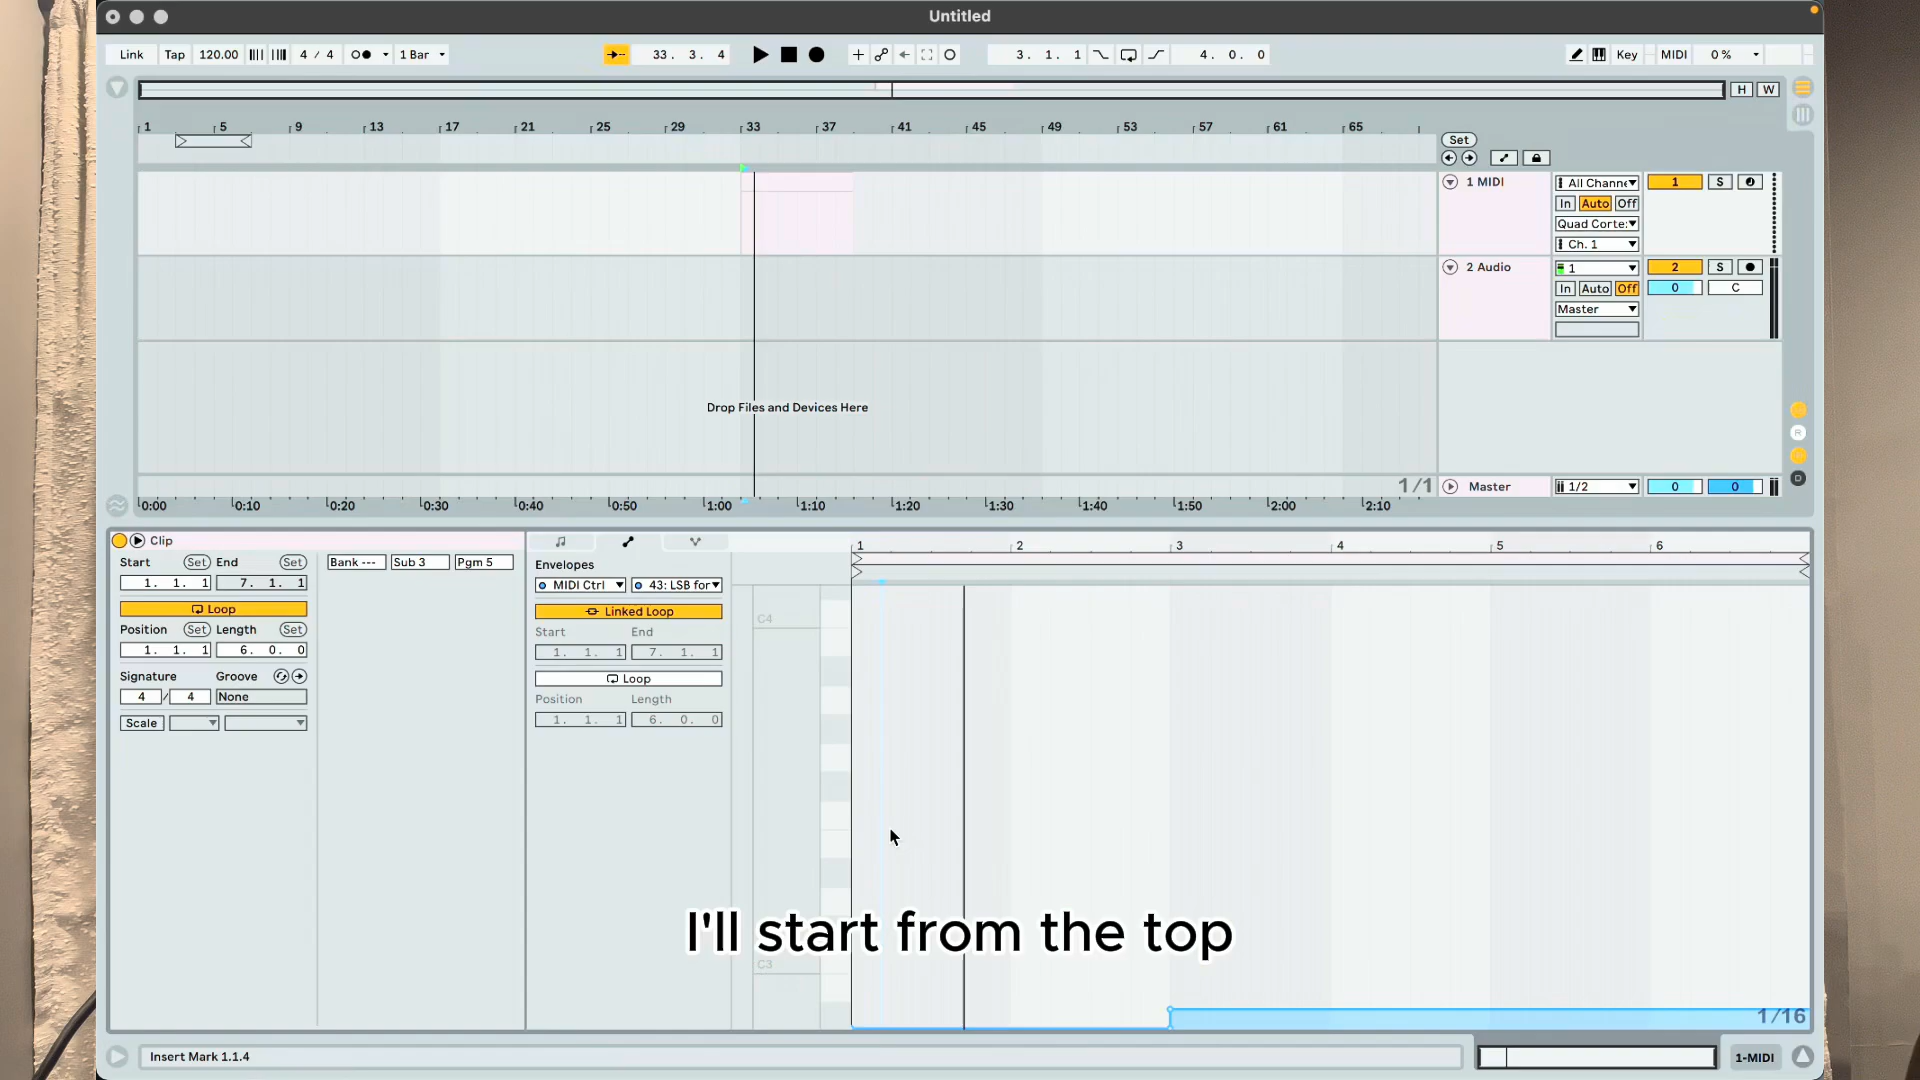 Untitled
Link Tap 120.00 4 / 4 1 Bar 33. 3. 4 3. 1. 1 4. 0. 0 Key MIDI 0 %
H W
1 5 9 13 17 21 25 29 33 37 41 45 49 53 57 61 65
Set
1 MIDI All Channe 1 S
In Auto Off
Quad Corte:
Ch. 1
2 Audio 1 2 S
In Auto Off 0 C
Master
Drop Files and Devices Here
R
D
1/1 Master 1/2 0 0
0:00 0:10 0:20 0:30 0:40 0:50 1:00 1:10 1:20 1:30 1:40 1:50 2:00 2:10
Clip
Start Set End Set
1. 1. 1 7. 1. 1
Loop
Position Set Length Set
1. 1. 1 6. 0. 0
Signature Groove
4 / 4 None
Scale
Bank --- Sub 3 Pgm 5
Envelopes
MIDI Ctrl 43: LSB for
Linked Loop
Start End
1. 1. 1 7. 1. 1
Loop
Position Length
1. 1. 1 6. 0. 0
1 2 3 4 5 6
C4
I'll start from the top
C3
1/16
Insert Mark 1.1.4
1-MIDI